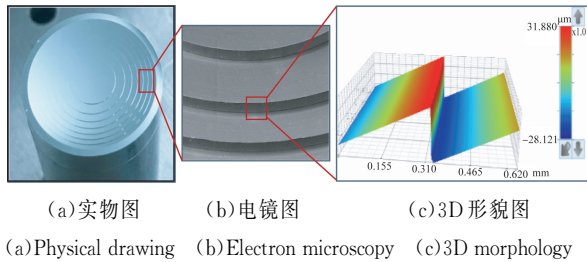 μm
31.880
x1.0
-28.121
0.155
0.310
0.465
0.620 mm
(a)实物图 (b)电镜图 (c)3D形貌图
(a)Physical drawing (b)Electron microscopy (c)3D morphology